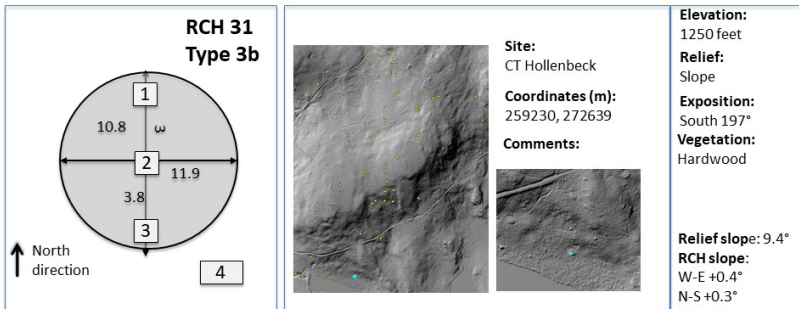 RCH 31
Type 3b
1
10.8
3
2
11.9
3.8
3
North
direction
4
Site:
CT Hollenbeck
Coordinates (m):
259230, 272639
Comments:
Elevation:
1250 feet
Relief:
Slope
Exposition:
South 197°
Vegetation:
Hardwood
Relief slope: 9.4°
RCH slope:
W-E +0.4°
N-S +0.3°